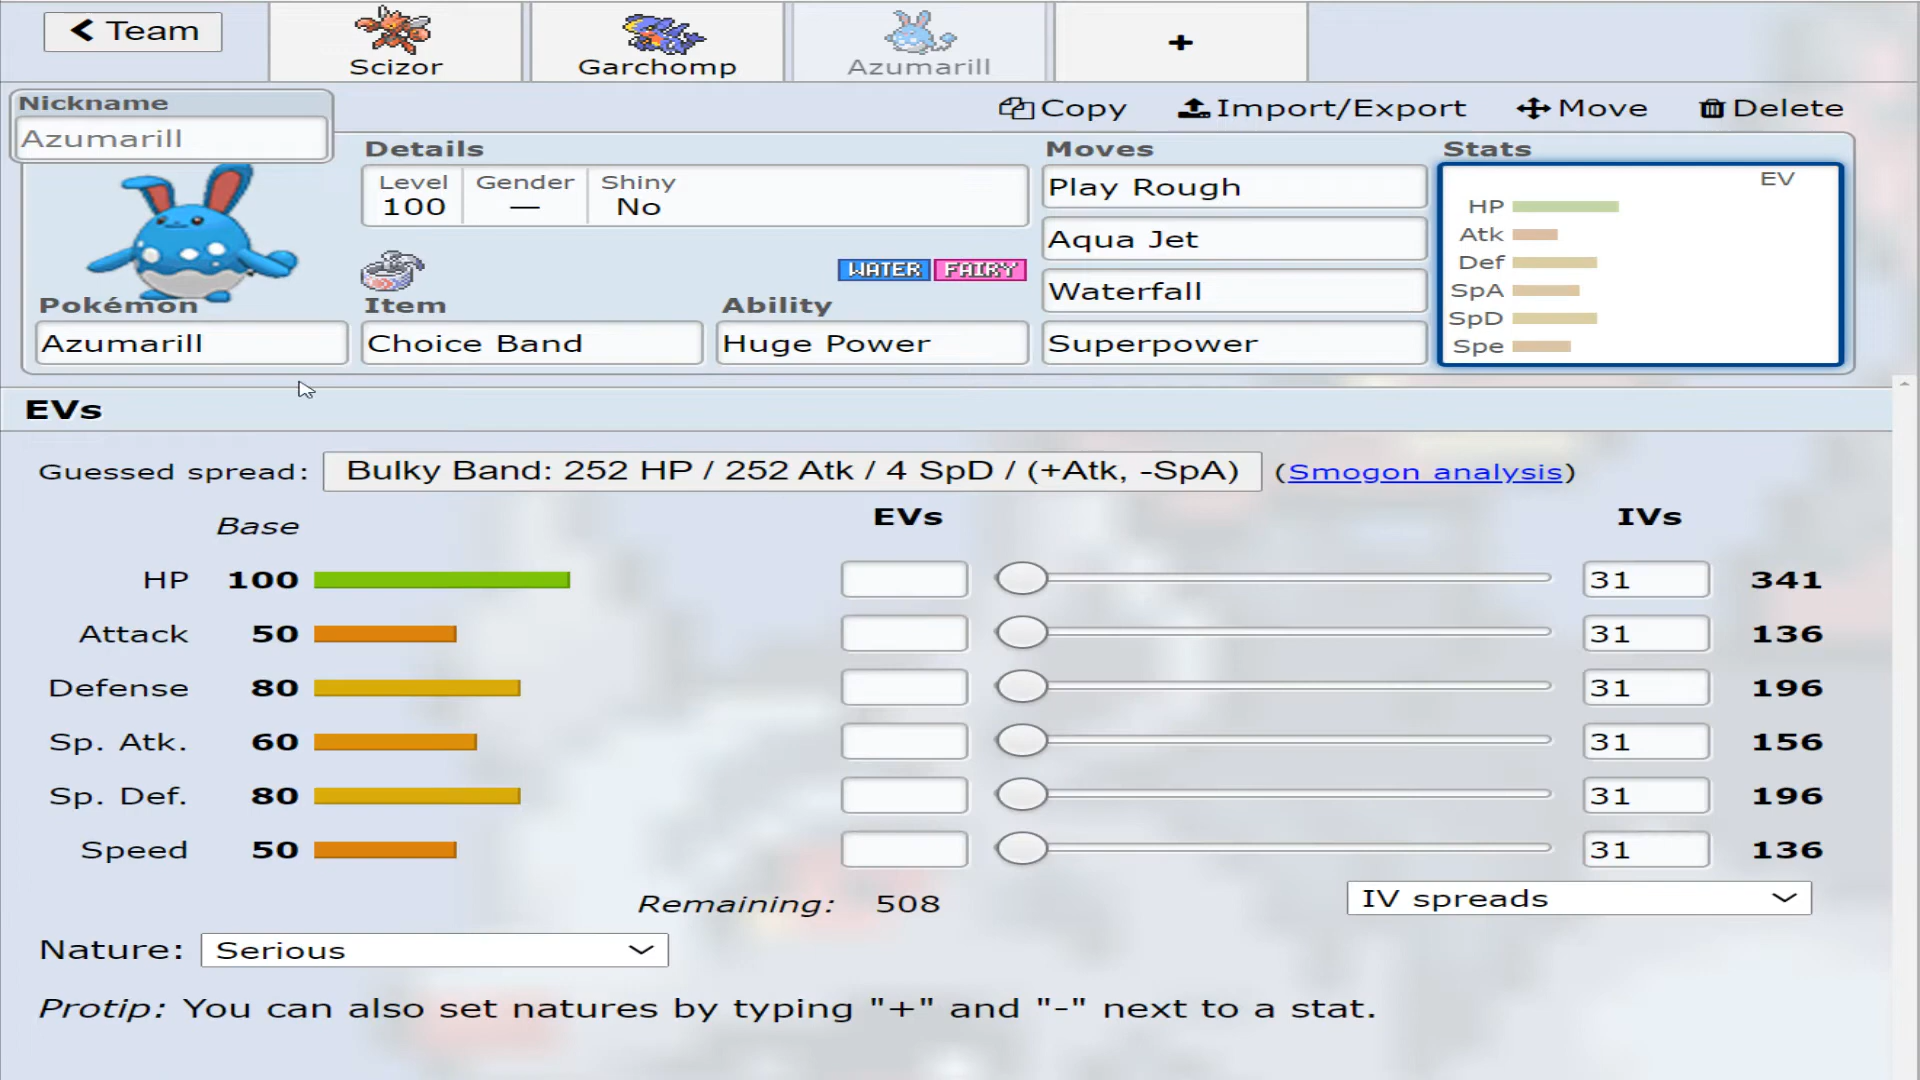 Team
Scizor
Garchomp
Azumarill
+
Nickname
Azumarill
Copy
Import/Export
Move
Delete
Details
Level
100
Gender
—
Shiny
No
WATER
FAIRY
Pokémon
Azumarill
Item
Choice Band
Ability
Huge Power
Moves
Play Rough
Aqua Jet
Waterfall
Superpower
Stats
EV
HP
Atk
Def
SpA
SpD
Spe
EVs
Guessed spread: Bulky Band: 252 HP / 252 Atk / 4 SpD / (+Atk, -SpA) (Smogon analysis)
Base EVs IVs
HP 100 31 341
Attack 50 31 136
Defense 80 31 196
Sp. Atk. 60 31 156
Sp. Def. 80 31 196
Speed 50 31 136
Remaining: 508
IV spreads
Nature: Serious
Protip: You can also set natures by typing "+" and "-" next to a stat.